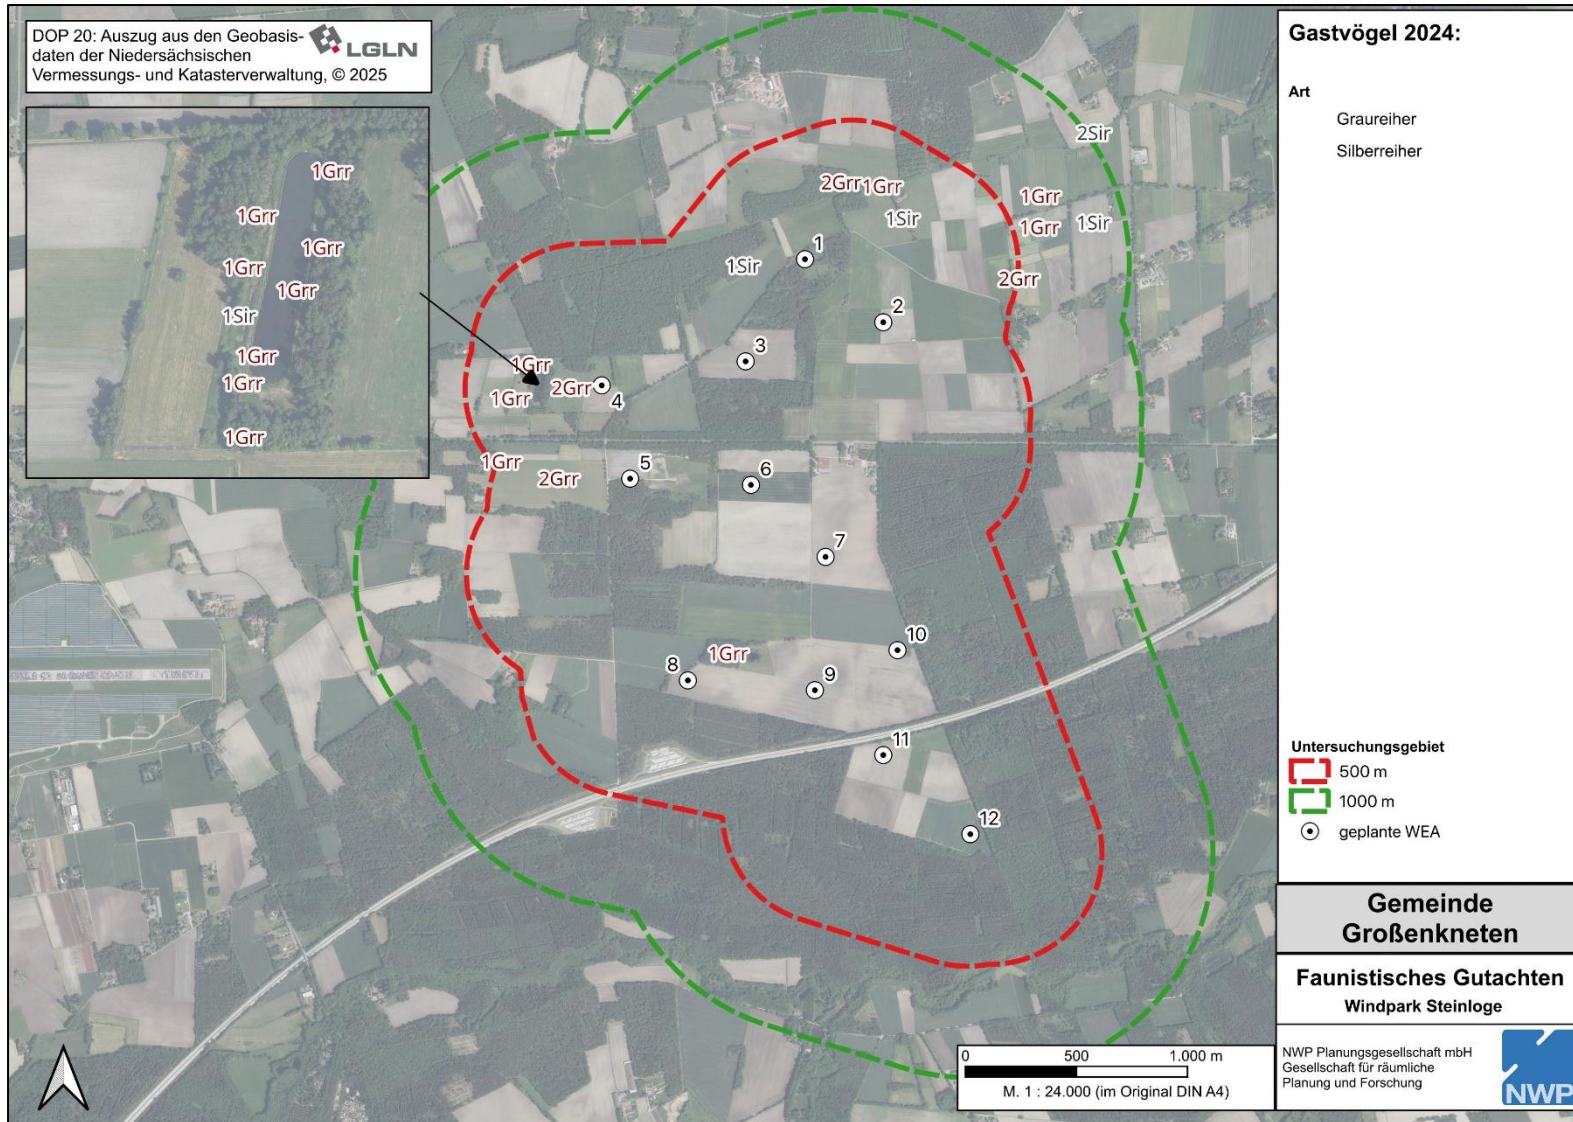 DOP 20: Auszug aus den Geobasis-
daten der Niedersächsischen
Vermessungs- und Katasterverwaltung, © 2025
LGLN
1Grr
1Grr
1Grr
1Grr
1Grr
1Sir
1Grr
1Grr
1Grr
2Sir
2Grr
1Grr
1Grr
1Sir
1Grr
1Sir
1
1Sir
2Grr
2
3
1Grr
2Grr
4
1Grr
1Grr
2Grr
5
6
7
10
1Grr
8
9
11
12
Gastvögel 2024:
Art
Graureiher
Silberreiher
Untersuchungsgebiet
500 m
1000 m
geplante WEA
Gemeinde
Großenkneten
Faunistisches Gutachten
Windpark Steinloge
NWP Planungsgesellschaft mbH
Gesellschaft für räumliche
Planung und Forschung
NWP
0 500 1.000 m
M. 1 : 24.000 (im Original DIN A4)